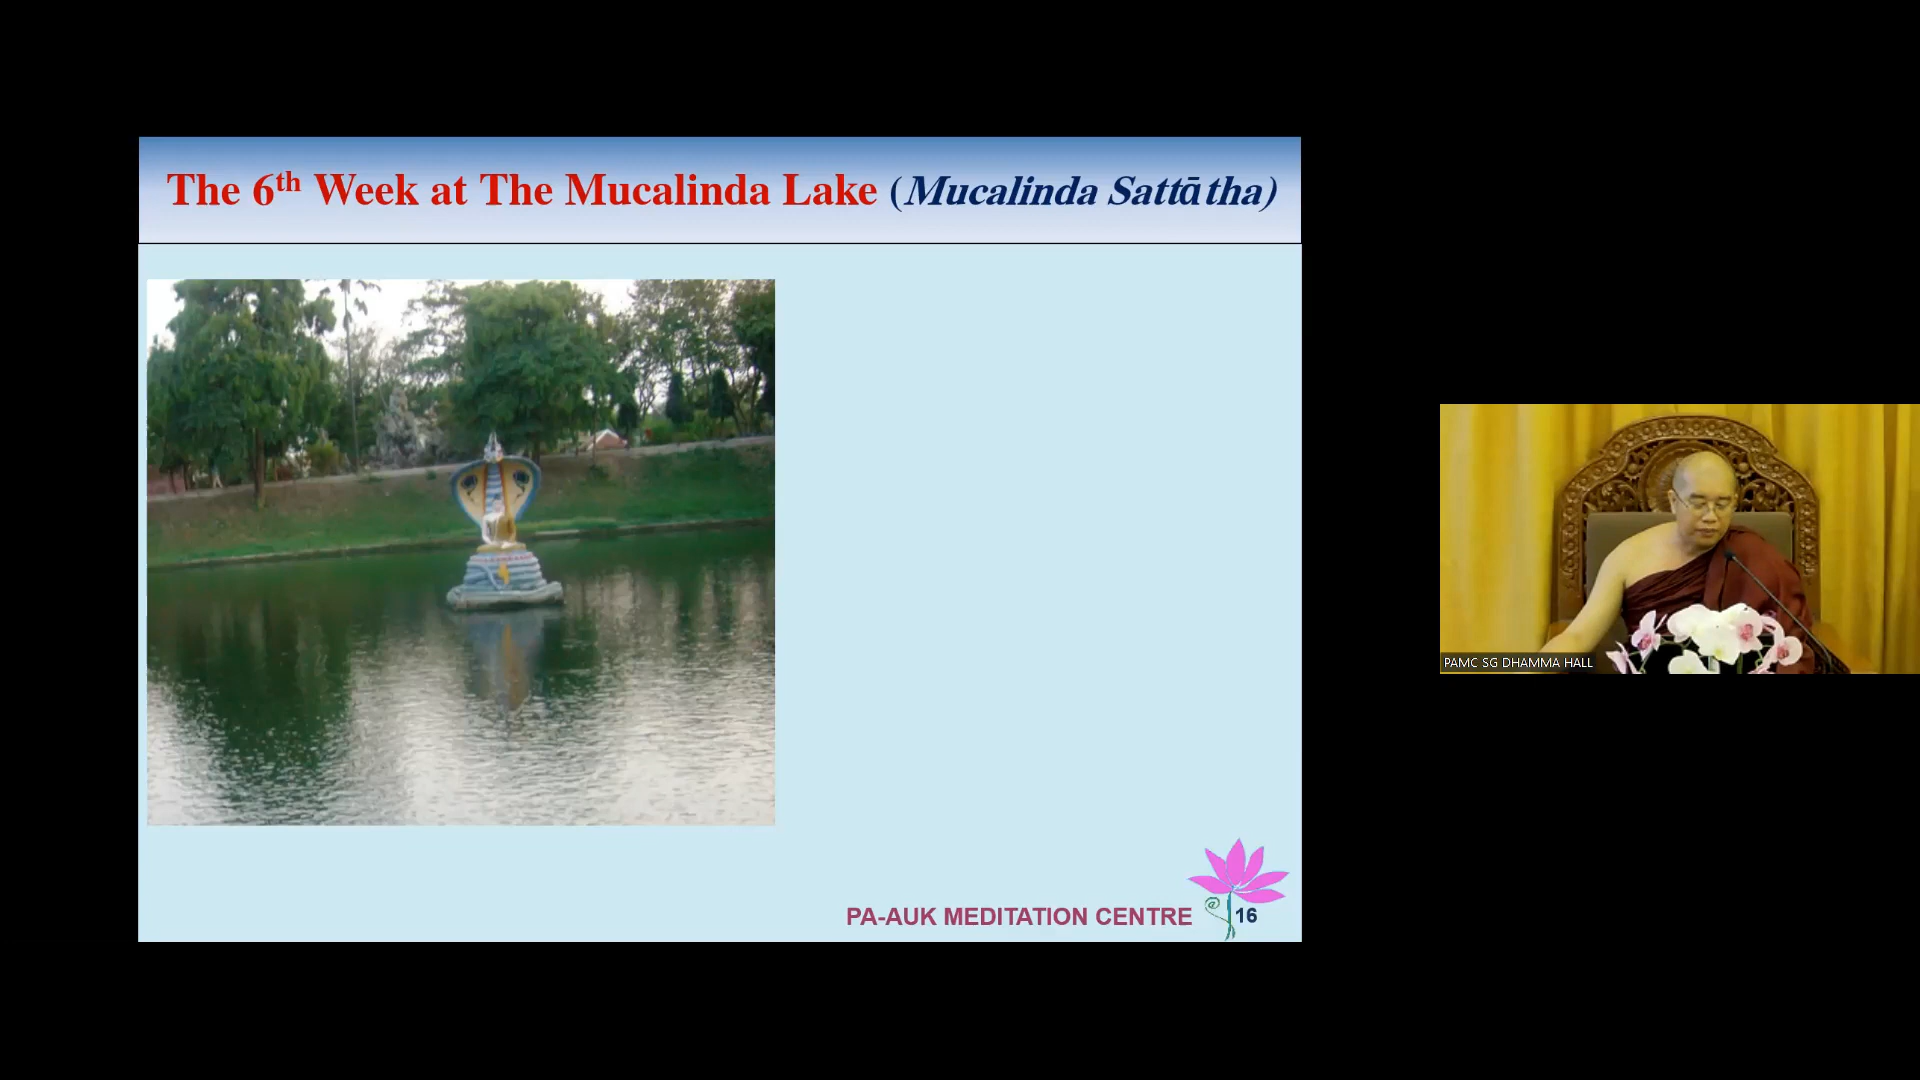 The 6th Week at The Mucalinda Lake (Mucalinda Sattātha)
PAMC SG DHAMMA HALL
PA-AUK MEDITATION CENTRE
@
16